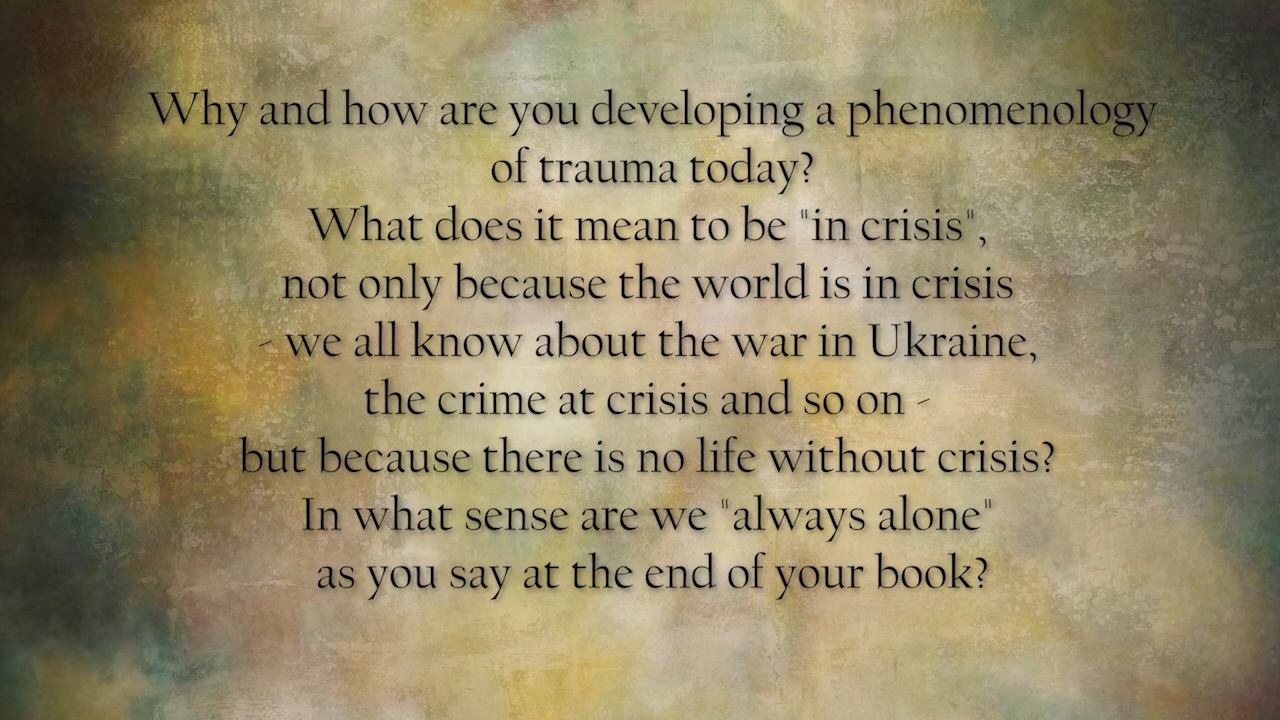 Why and how are you developing a phenomenology
of trauma today?
What does it mean to be "in crisis",
not only because the world is in crisis
- we all know about the war in Ukraine,
the crime at crisis and so on -
but because there is no life without crisis?
In what sense are we "always alone"
as you say at the end of your book?